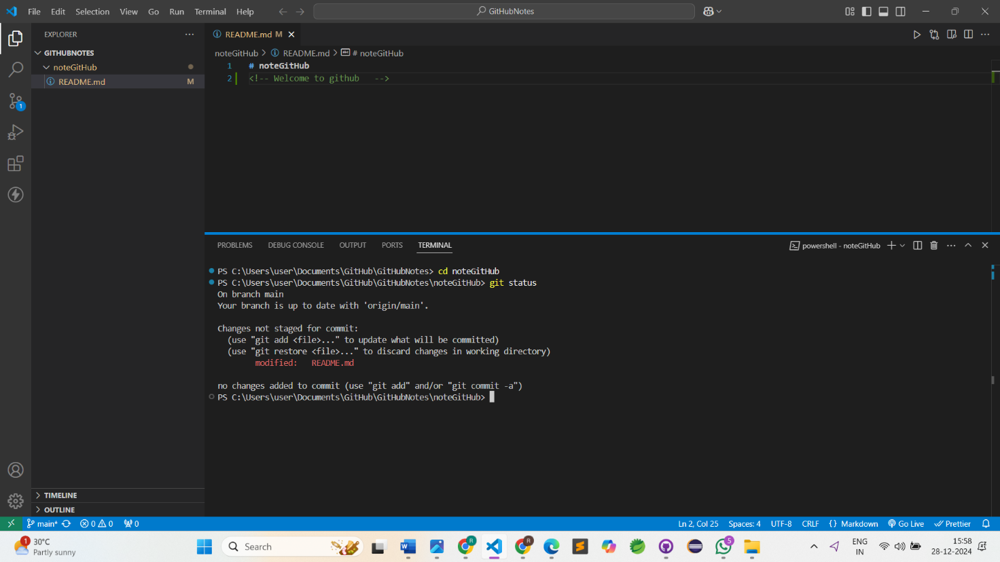 File Edit Selection View Go Run Terminal Help
GitHubNotes
EXPLORER
GITHUBNOTES
noteGitHub
README.md M
TIMELINE
OUTLINE
README.md M
noteGitHub > README.md > # noteGitHub
1 # noteGitHub
2 <!-- Welcome to github   -->
1
PROBLEMS DEBUG CONSOLE OUTPUT PORTS TERMINAL
powershell - noteGitHub
PS C:\Users\user\Documents\GitHub\GitHubNotes> cd noteGitHub
PS C:\Users\user\Documents\GitHub\GitHubNotes\noteGitHub> git status
On branch main
Your branch is up to date with 'origin/main'.
Changes not staged for commit:
(use "git add <file>..." to update what will be committed)
(use "git restore <file>..." to discard changes in working directory)
modified:   README.md
no changes added to commit (use "git add" and/or "git commit -a")
PS C:\Users\user\Documents\GitHub\GitHubNotes\noteGitHub>
main* 0 0 0 Ln 2, Col 25 Spaces: 4 UTF-8 CRLF {} Markdown Go Live Prettier
1 30°C
Partly sunny
Search
R
R
5
ENG
IN
15:58
28-12-2024